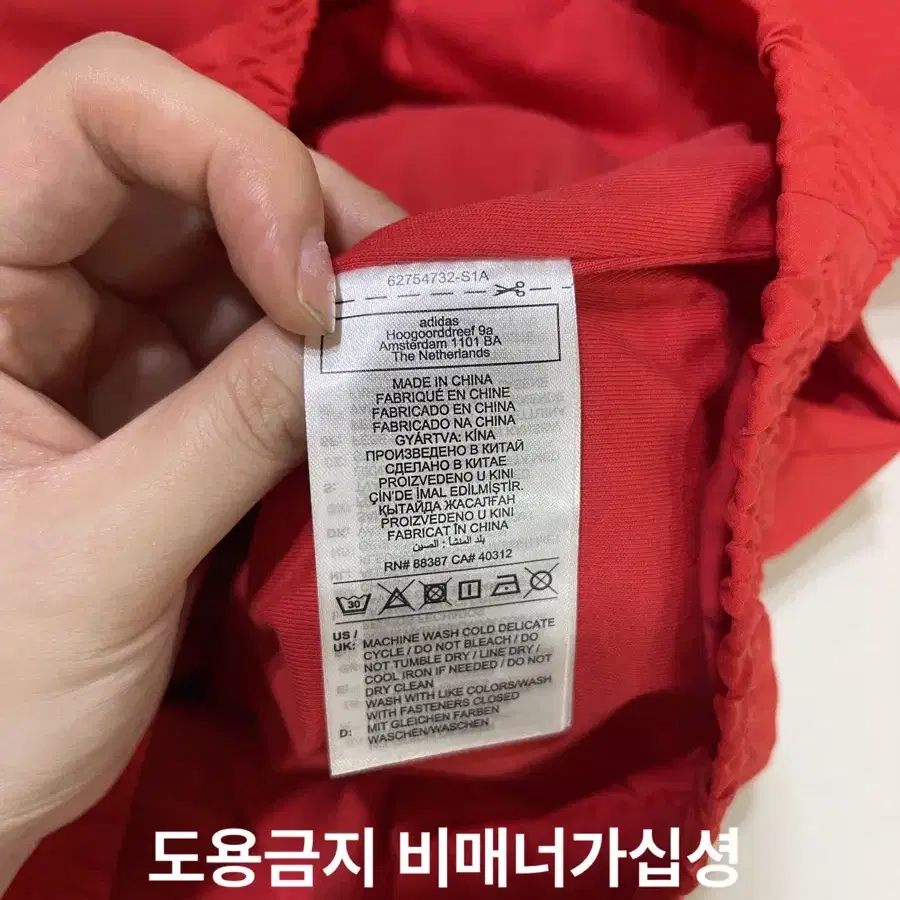 62754732-S1A
adidas
Hoogoorddreef 9a
Amsterdam 1101 BA
The Netherlands
MADE IN CHINA
FABRIQUÉ EN CHINE
FABRICADO EN CHINA
FABRICADO NA CHINA
GYÁRTVA: KÍNA
ПРОИЗВЕДЕНО В КИТАЙ
СДЕЛАНО В КИТАЕ
PROIZVEDENO U KINI
ÇİN'DE İMAL EDİLMİŞTİR.
ҚЫТАЙДА ЖАСАЛҒАН
PROIZVEDENO U KINI
FABRICAT ÎN CHINA
بلد المنشأ : الصين
RN# 88387 CA# 40312
30
US / UK: MACHINE WASH COLD DELICATE
CYCLE / DO NOT BLEACH / DO
NOT TUMBLE DRY / LINE DRY /
COOL IRON IF NEEDED / DO NOT
DRY CLEAN
WASH WITH LIKE COLORS/WASH
WITH FASTENERS CLOSED
D: MIT GLEICHEN FARBEN
WASCHEN/WASCHEN
도용금지 비매너가십셩